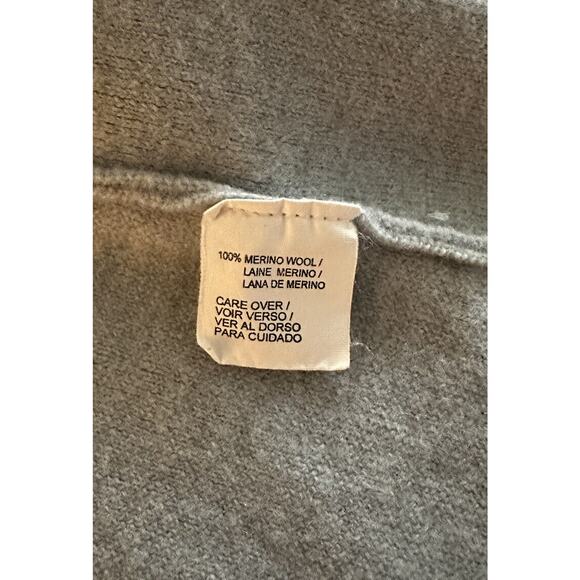 100% MERINO WOOL /
LAINE MERINO /
LANA DE MERINO
CARE OVER /
VOIR VERSO /
VER AL DORSO
PARA CUIDADO